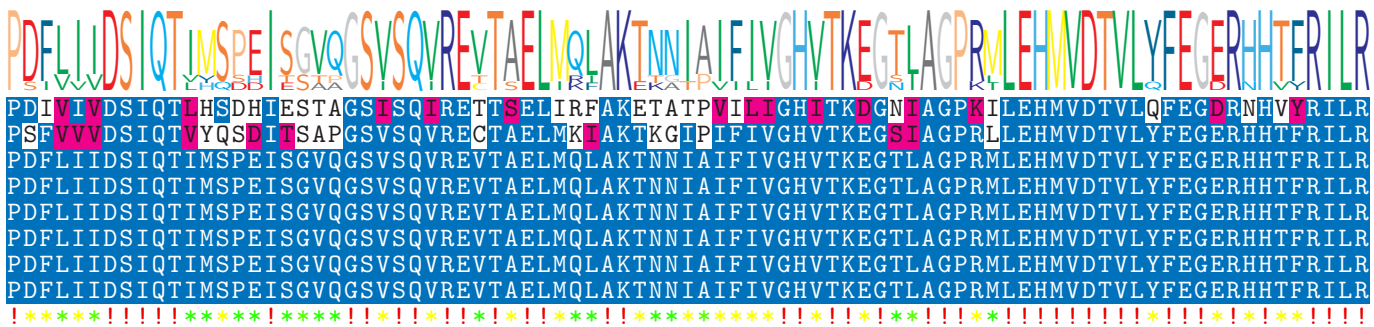 PDFLIIDSIQTIMSPEISGVQGSVSQVREVTAELMQLAKTNNIAIFIVGHVTKEGTLAGPRMLEHMVDTVLYFEGERHHTFRILR
PDIVIVDSIQTLHSDHIESTAGSISQIRETTSELIRFAKETATPVILIGHITKDGNIAGPKILEHMVDTVLQFEGDRNHVYRILR
PSFVVVDSIQTVYQSDITSAPGSVSQVRECTAELMKIAKTKGIPIFIVGHVTKEGSIAGPRLLEHMVDTVLYFEGERHHTFRILR
PDFLIIDSIQTIMSPEISGVQGSVSQVREVTAELMQLAKTNNIAIFIVGHVTKEGTLAGPRMLEHMVDTVLYFEGERHHTFRILR
PDFLIIDSIQTIMSPEISGVQGSVSQVREVTAELMQLAKTNNIAIFIVGHVTKEGTLAGPRMLEHMVDTVLYFEGERHHTFRILR
PDFLIIDSIQTIMSPEISGVQGSVSQVREVTAELMQLAKTNNIAIFIVGHVTKEGTLAGPRMLEHMVDTVLYFEGERHHTFRILR
PDFLIIDSIQTIMSPEISGVQGSVSQVREVTAELMQLAKTNNIAIFIVGHVTKEGTLAGPRMLEHMVDTVLYFEGERHHTFRILR
PDFLIIDSIQTIMSPEISGVQGSVSQVREVTAELMQLAKTNNIAIFIVGHVTKEGTLAGPRMLEHMVDTVLYFEGERHHTFRILR
PDFLIIDSIQTIMSPEISGVQGSVSQVREVTAELMQLAKTNNIAIFIVGHVTKEGTLAGPRMLEHMVDTVLYFEGERHHTFRILR
!*****!!!!!*****!****!!*!!*!!*!*!!***!!*********!!*!!*!**!!!**!!!!!!!!!*!!!*!*!**!!!!